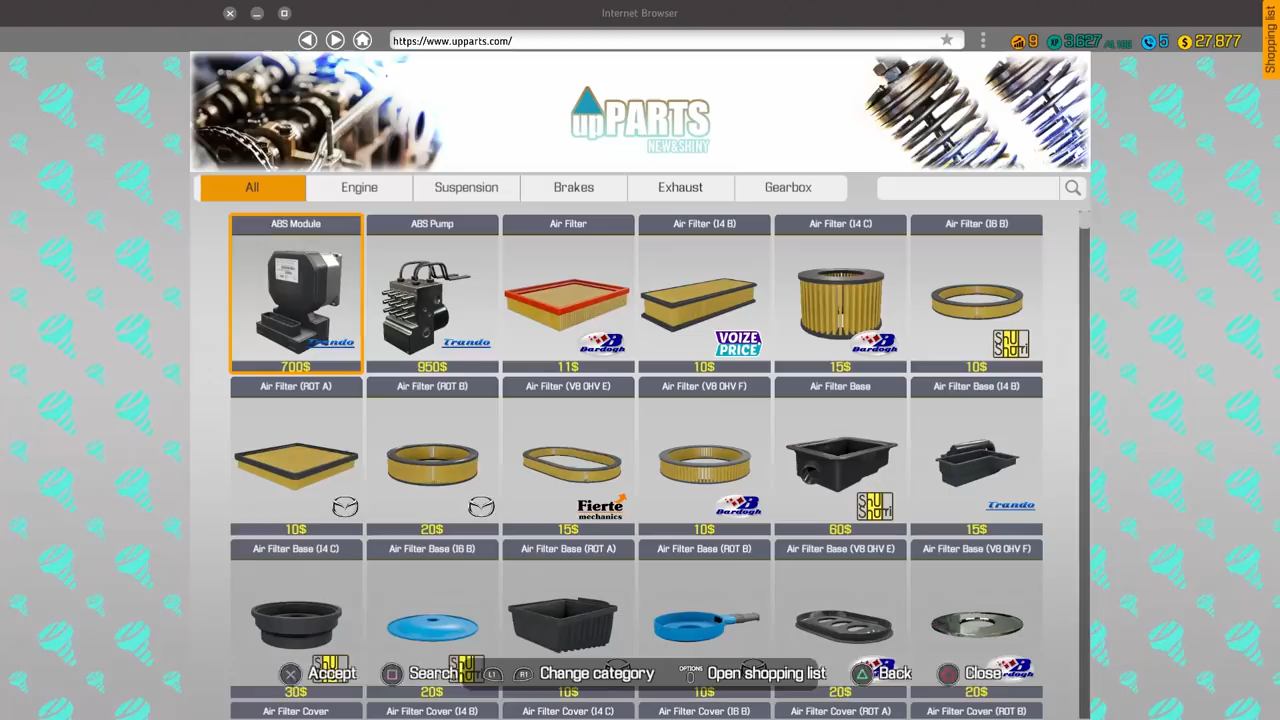 Internet Browser
https://www.upparts.com/
9
XP 3,627
5
$ 27,877
Shopping list
upPARTS
NEW&SHINY
All
Engine
Suspension
Brakes
Exhaust
Gearbox
ABS Module
ABS Pump
Air Filter
Air Filter (I4 B)
Air Filter (I4 C)
Air Filter (I6 B)
Trando
Trando
Bardogh
VOIZE PRICE
Bardogh
Shu Shu
700$
950$
11$
10$
15$
10$
Air Filter (ROT A)
Air Filter (ROT B)
Air Filter (V8 OHV E)
Air Filter (V8 OHV F)
Air Filter Base
Air Filter Base (I4 B)
Fierte mechanics
Bardogh
Trando
10$
20$
15$
10$
60$
15$
Air Filter Base (I4 C)
Air Filter Base (I6 B)
Air Filter Base (ROT A)
Air Filter Base (ROT B)
Air Filter Base (V8 OHV E)
Air Filter Base (V8 OHV F)
Accept
Search
L1
R1
Change category
OPTIONS
Open shopping list
Back
Close
30$
20$
10$
10$
20$
20$
Air Filter Cover
Air Filter Cover (I4 B)
Air Filter Cover (I4 C)
Air Filter Cover (I6 B)
Air Filter Cover (ROT A)
Air Filter Cover (ROT B)